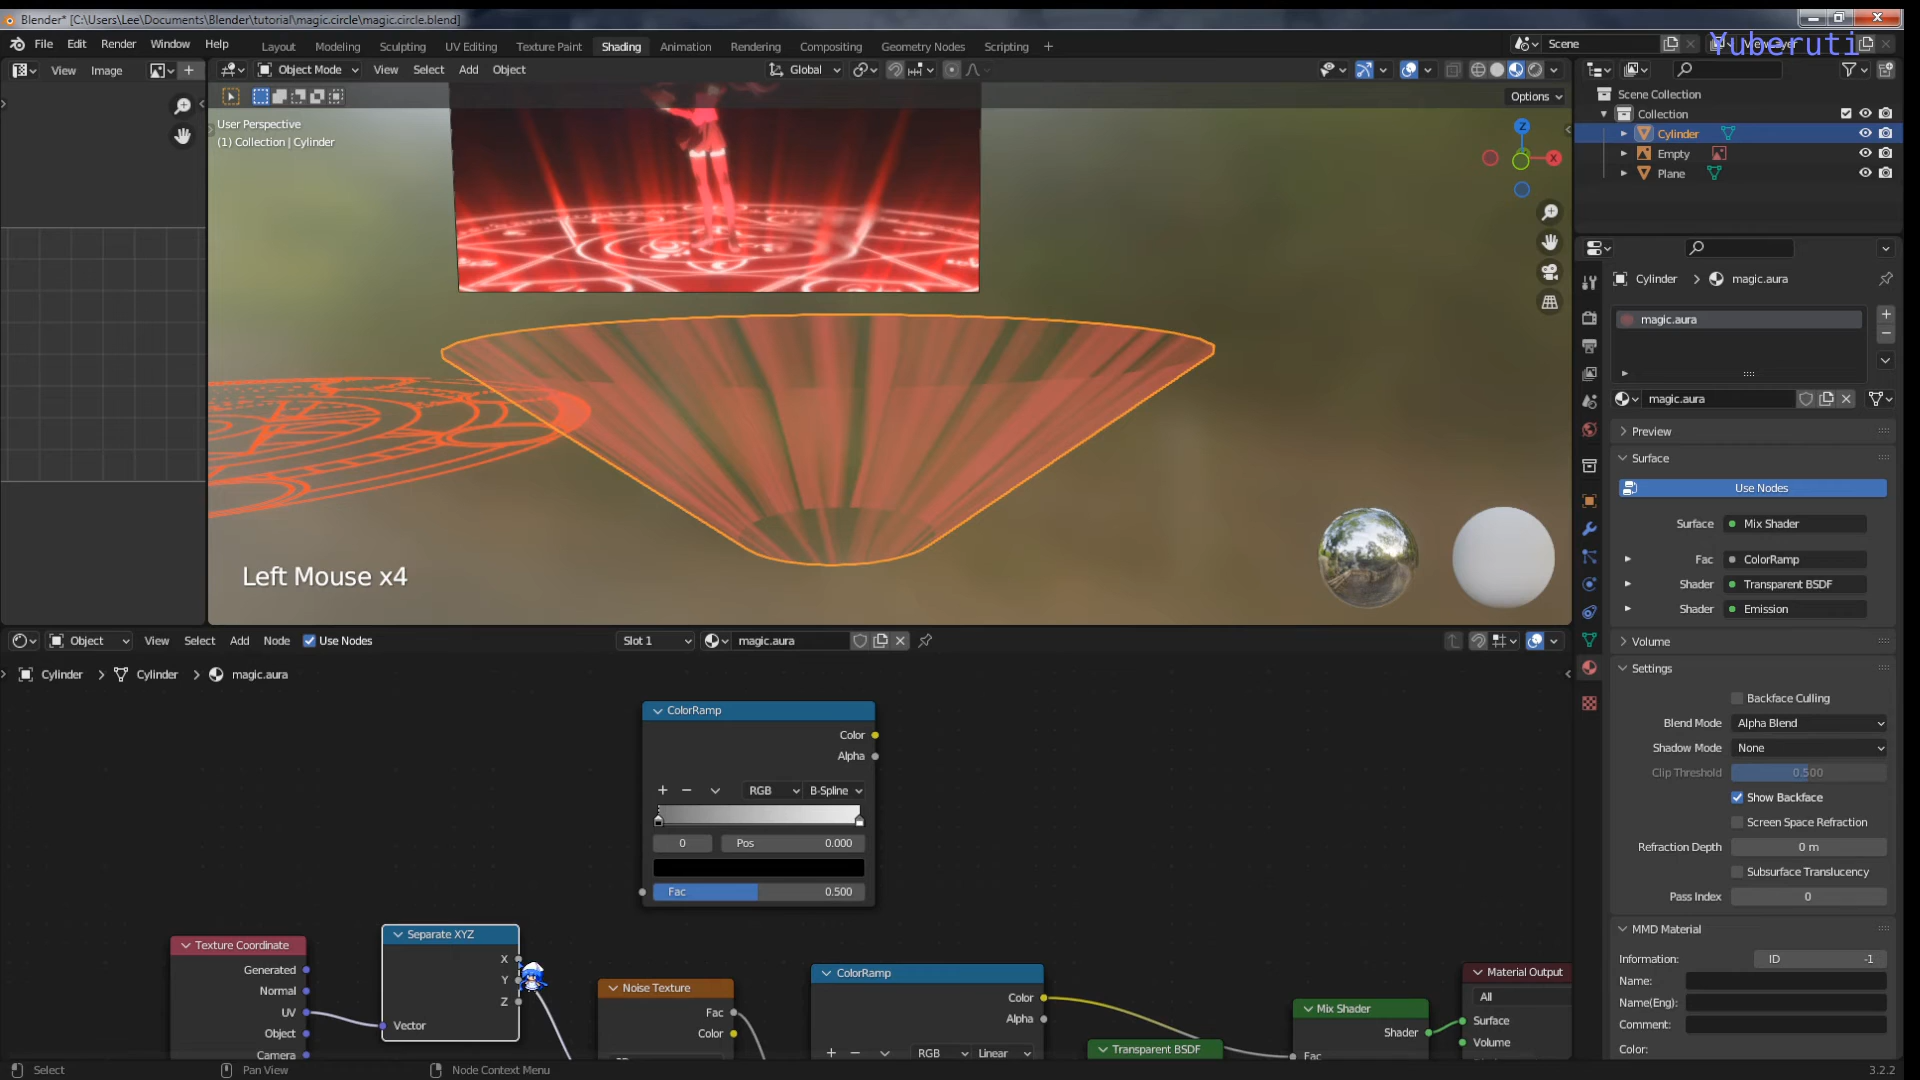 Blender* [C:\Users\Lee\Documents\Blender\tutorial\magic.circle\magic.circle.blend]
File Edit Render Window Help
Layout Modeling Sculpting UV Editing Texture Paint Shading Animation Rendering Compositing Geometry Nodes Scripting
Scene
Yuberuti
View Image
Object Mode View Select Add Object
Global
Options
User Perspective
(1) Collection | Cylinder
Z
X
Left Mouse x4
Scene Collection
Collection
Cylinder
Empty
Plane
Cylinder > magic.aura
magic.aura
magic.aura
Preview
Surface
Use Nodes
Surface Mix Shader
Fac ColorRamp
Shader Transparent BSDF
Shader Emission
Volume
Settings
Backface Culling
Blend Mode Alpha Blend
Shadow Mode None
Clip Threshold 0.500
Show Backface
Screen Space Refraction
Refraction Depth 0 m
Subsurface Translucency
Pass Index 0
MMD Material
Information: ID -1
Name:
Name(Eng):
Comment:
Color:
Object View Select Add Node Use Nodes
Slot 1
magic.aura
Cylinder > Cylinder > magic.aura
ColorRamp
Color
Alpha
RGB B-Spline
0 Pos 0.000
Fac 0.500
Texture Coordinate
Generated
Normal
UV
Object
Camera
Separate XYZ
X
Y
Z
Vector
Noise Texture
Fac
Color
ColorRamp
Color
Alpha
RGB Linear
Transparent BSDF
Mix Shader
Shader
Fac
Material Output
All
Surface
Volume
Select Pan View Node Context Menu
3.2.2